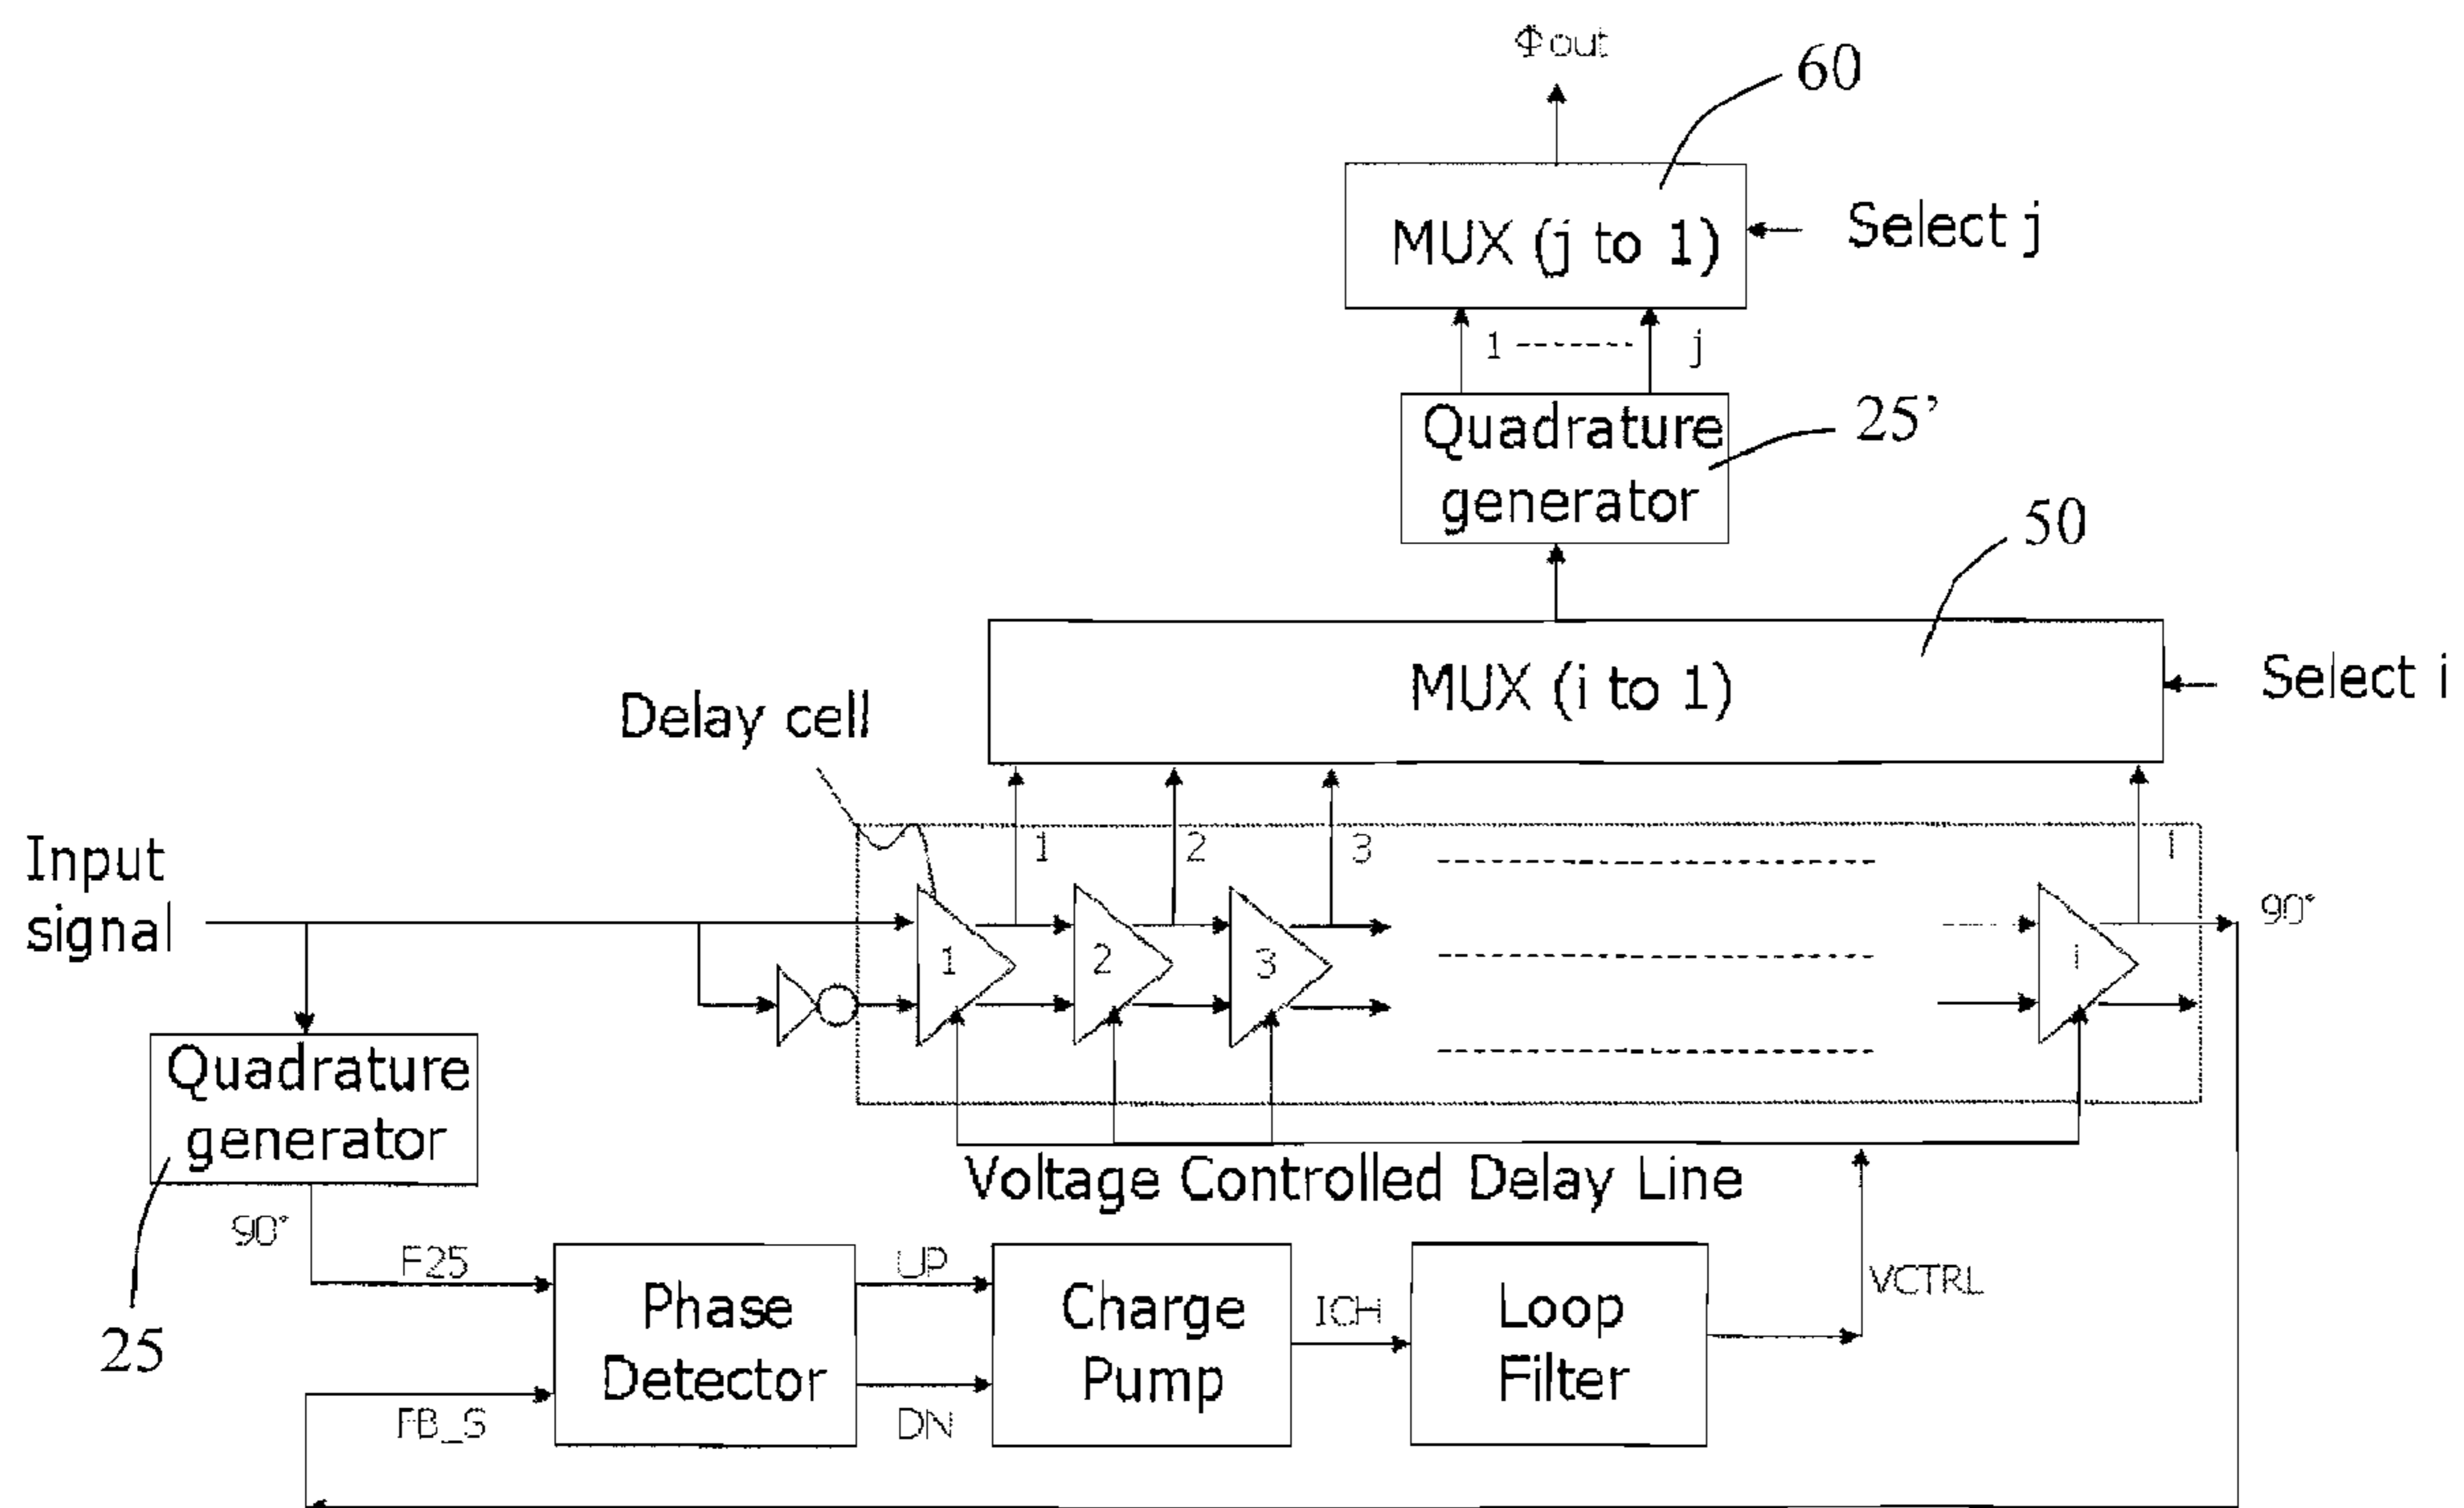 Φout
60
MUX (j to 1)
Select j
1
j
Quadrature
generator
25’
50
MUX (i to 1)
Select i
Delay cell
1
2
3
i
Input
signal
1
2
3
i
90°
Quadrature
generator
Voltage Controlled Delay Line
90°
F25
UP
VCTRL
Phase
Detector
Charge
Pump
ICH
Loop
Filter
25
FB_S
DN